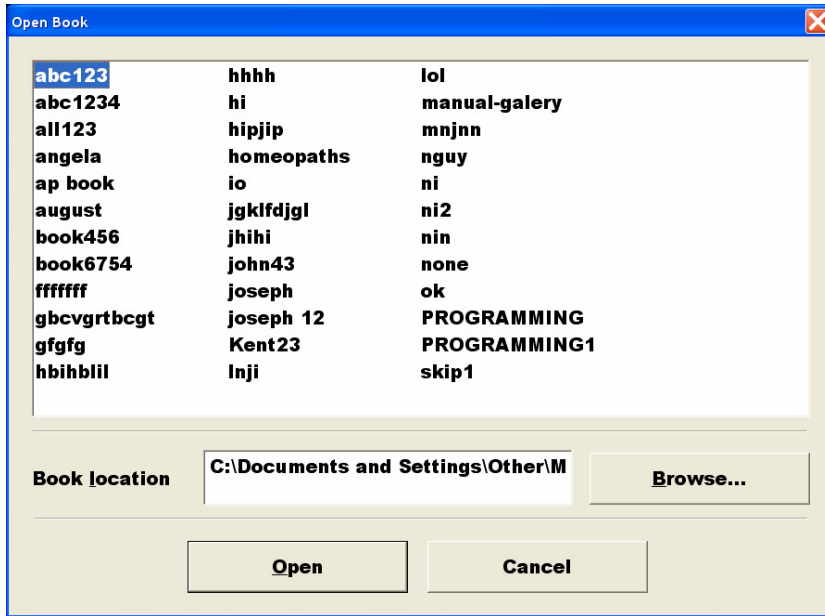 Open Book
abc123 hhhh lol
abc1234 hi manual-galery
all123 hipjip mnjnn
angela homeopaths nguy
ap book io ni
august jgklfdjgl ni2
book456 jhihi nin
book6754 john43 none
fffffff joseph ok
gbcvgrtbcgt joseph 12 PROGRAMMING
gfgfg Kent23 PROGRAMMING1
hbihblil lnji skip1
Book location C:\Documents and Settings\Other\M Browse...
Open Cancel